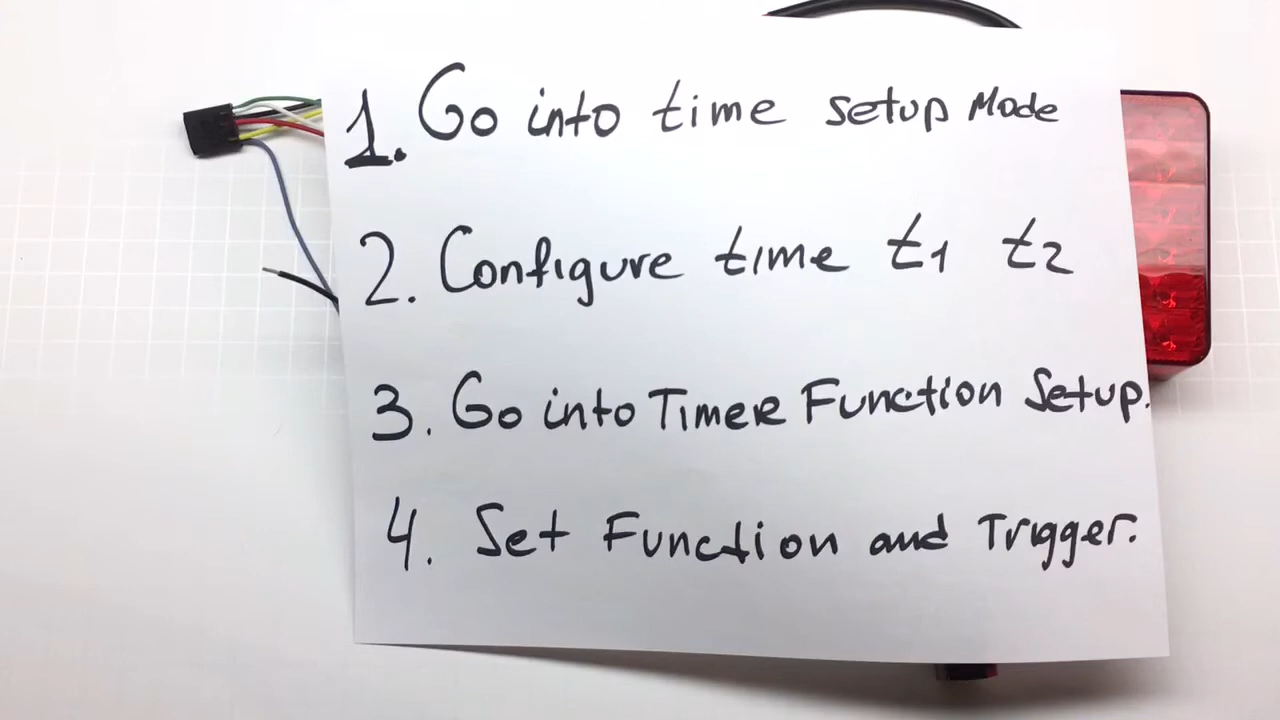 1. Go into time setup Mode
2. Configure time t1 t2
3. Go into Timer Function Setup.
4. Set Function and Trigger.